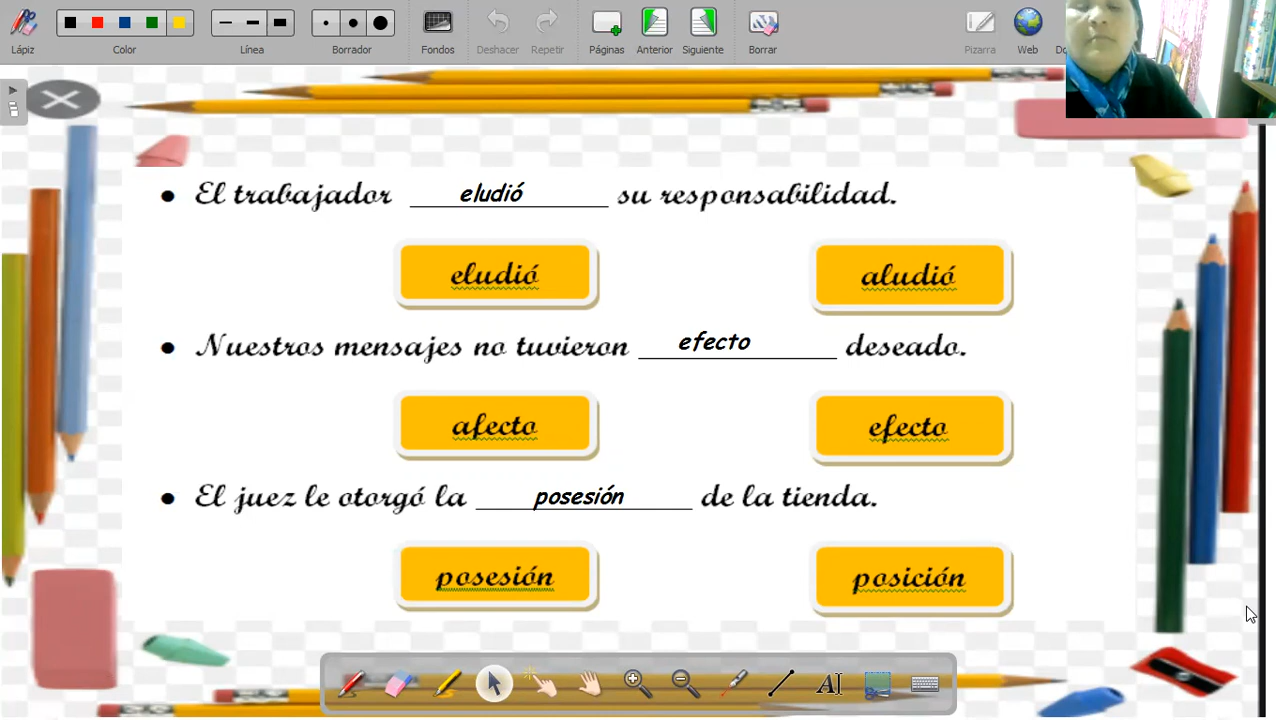 Lápiz Color Línea Borrador Fondos Deshacer Repetir Páginas Anterior Siguiente Borrar Pizarra Web
• El trabajador eludió su responsabilidad.
eludió aludió
• Nuestros mensajes no tuvieron efecto deseado.
afecto efecto
• El juez le otorgó la posesión de la tienda.
posesión posición